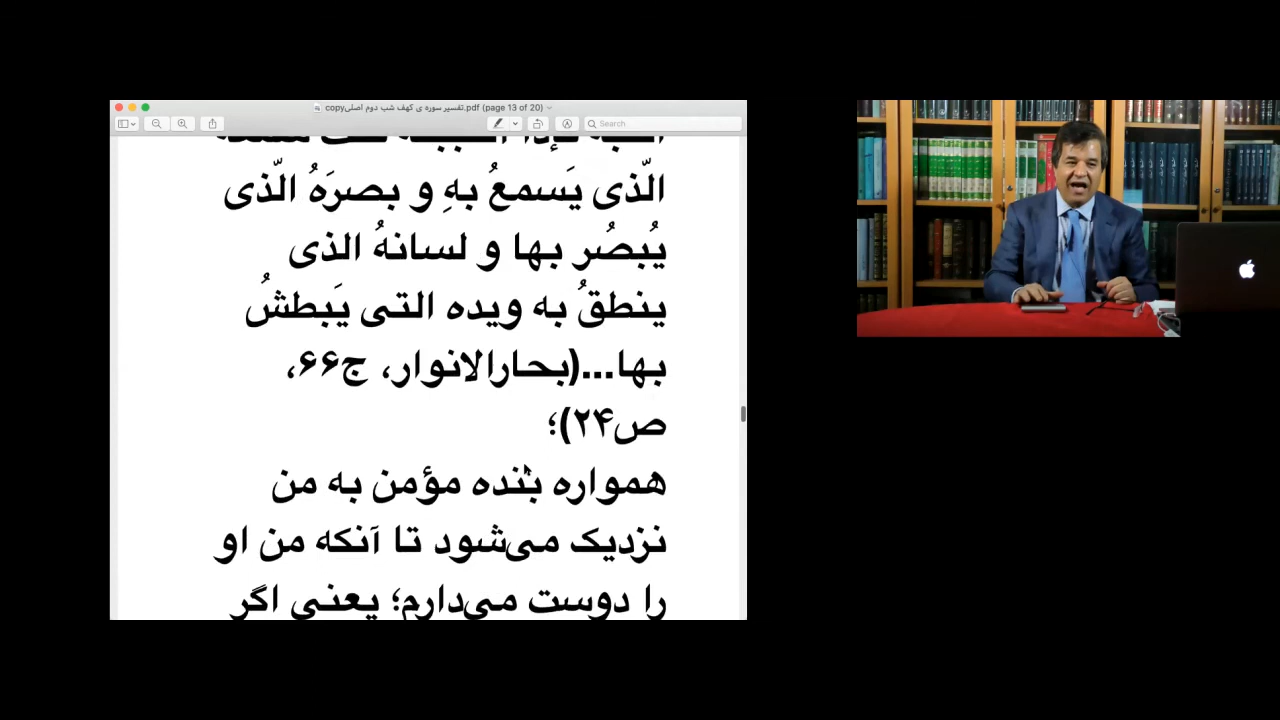 copyتفسیر سوره ی کهف شب دوم اصلی.pdf (page 13 of 20)
Search
الّذی یَسمعُ بهِ و بصرَهُ الّذی
یُبصُر بها و لسانهُ الذی
ینطقُ به ویده التی یَبطشُ
بها...(بحارالانوار، ج۶۶،
ص۲۴)؛
همواره بنده مؤمن به من
نزدیک می‌شود تا آنکه من او
را دوست می‌دارم؛ یعنی اگر